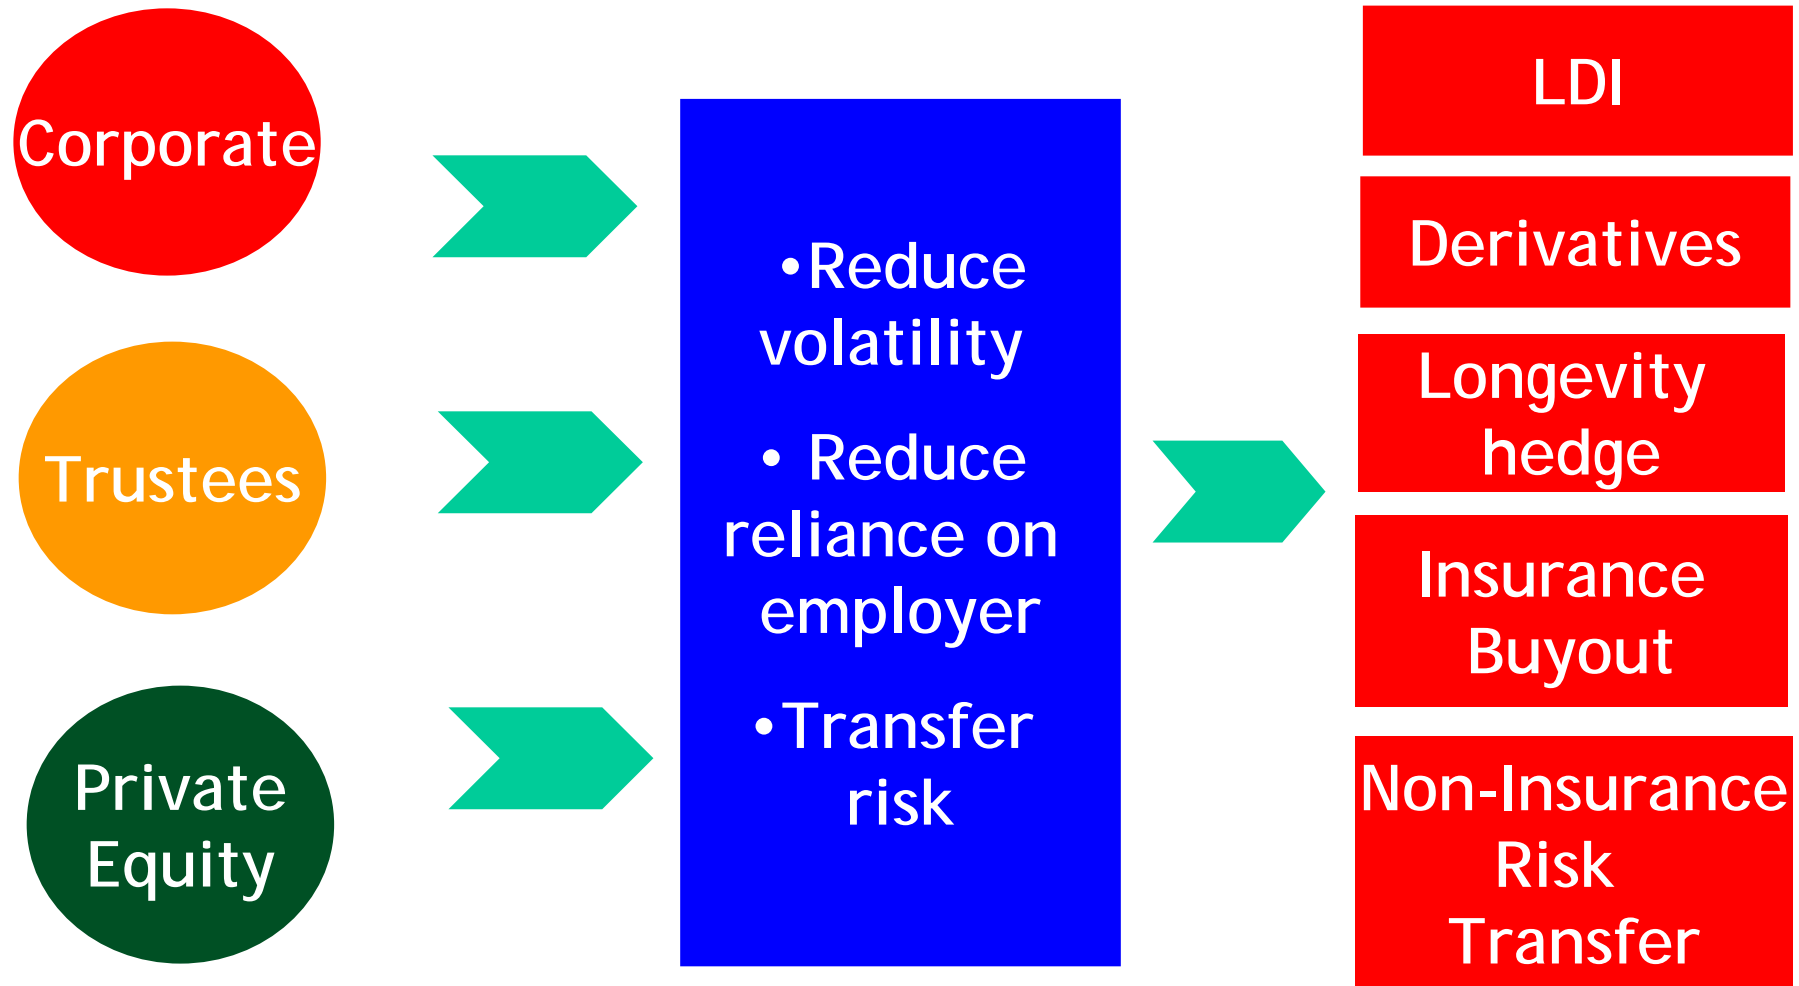 Corporate
Trustees
Private
Equity
•Reduce
volatility
• Reduce
reliance on
employer
•Transfer
risk
LDI
Derivatives
Longevity
hedge
Insurance
Buyout
Non-Insurance
Risk
Transfer